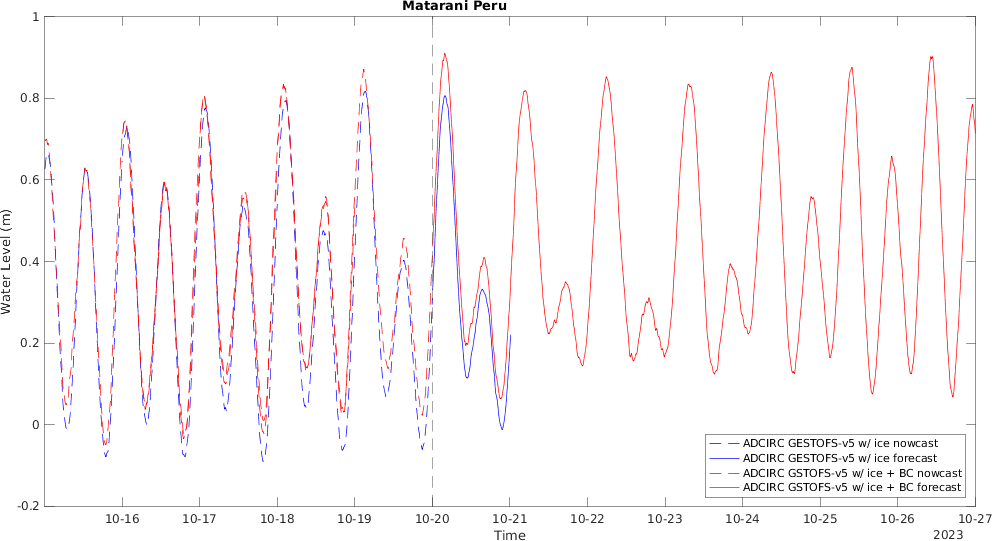 Matarani Peru
1
0.8
0.6
0.4
0.2
0
-0.2
Water Level (m)
ADCIRC GESTOFS-v5 w/ ice nowcast
ADCIRC GESTOFS-v5 w/ ice forecast
ADCIRC GSTOFS-v5 w/ ice + BC nowcast
ADCIRC GSTOFS-v5 w/ ice + BC forecast
10-16 10-17 10-18 10-19 10-20 10-21 10-22 10-23 10-24 10-25 10-26 10-27
Time
2023